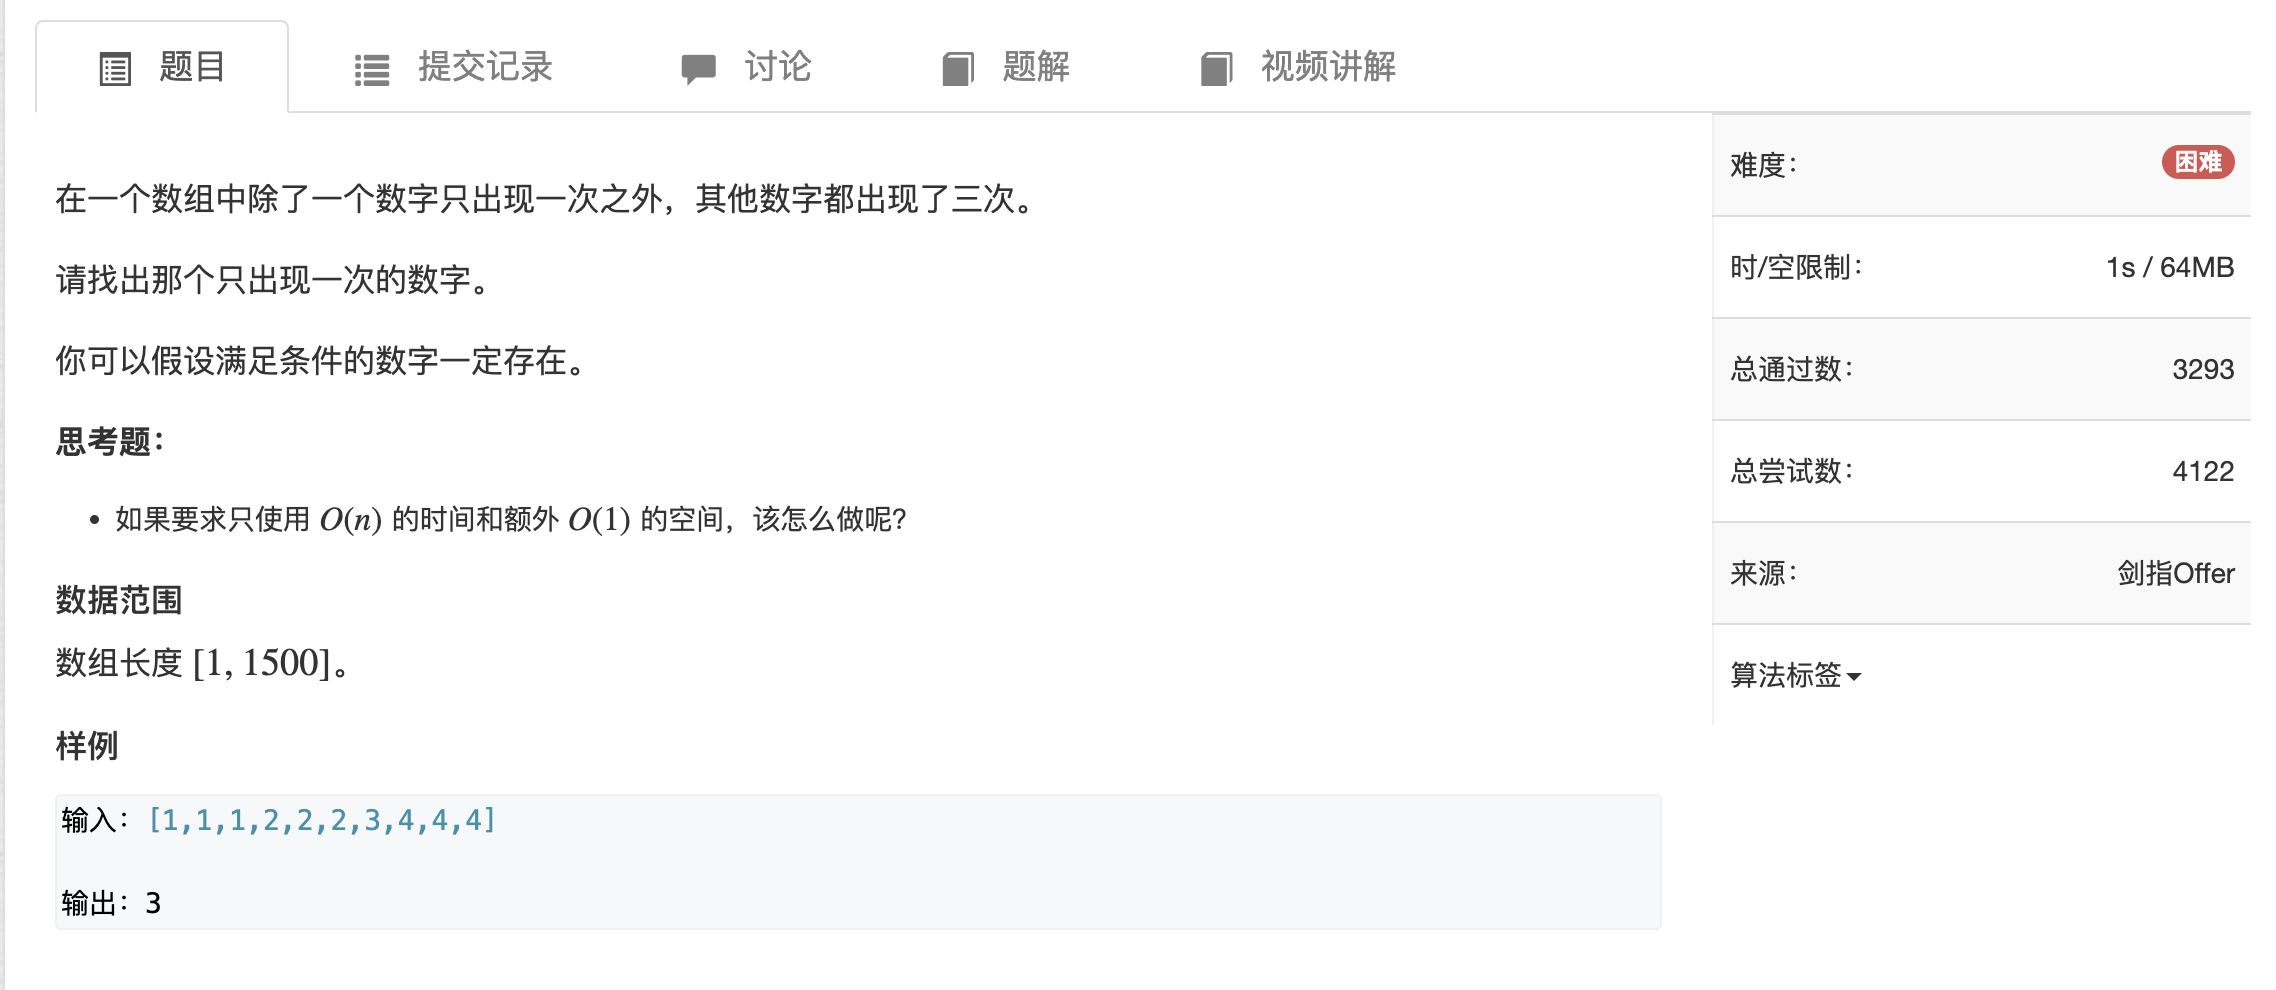 题目
提交记录
讨论
题解
视频讲解
在一个数组中除了一个数字只出现一次之外，其他数字都出现了三次。
请找出那个只出现一次的数字。
你可以假设满足条件的数字一定存在。
思考题：
• 如果要求只使用 O(n) 的时间和额外 O(1) 的空间，该怎么做呢？
数据范围
数组长度 [1, 1500]。
样例
输入：[1,1,1,2,2,2,3,4,4,4]
输出：3
难度： 困难
时/空限制： 1s / 64MB
总通过数： 3293
总尝试数： 4122
来源： 剑指Offer
算法标签